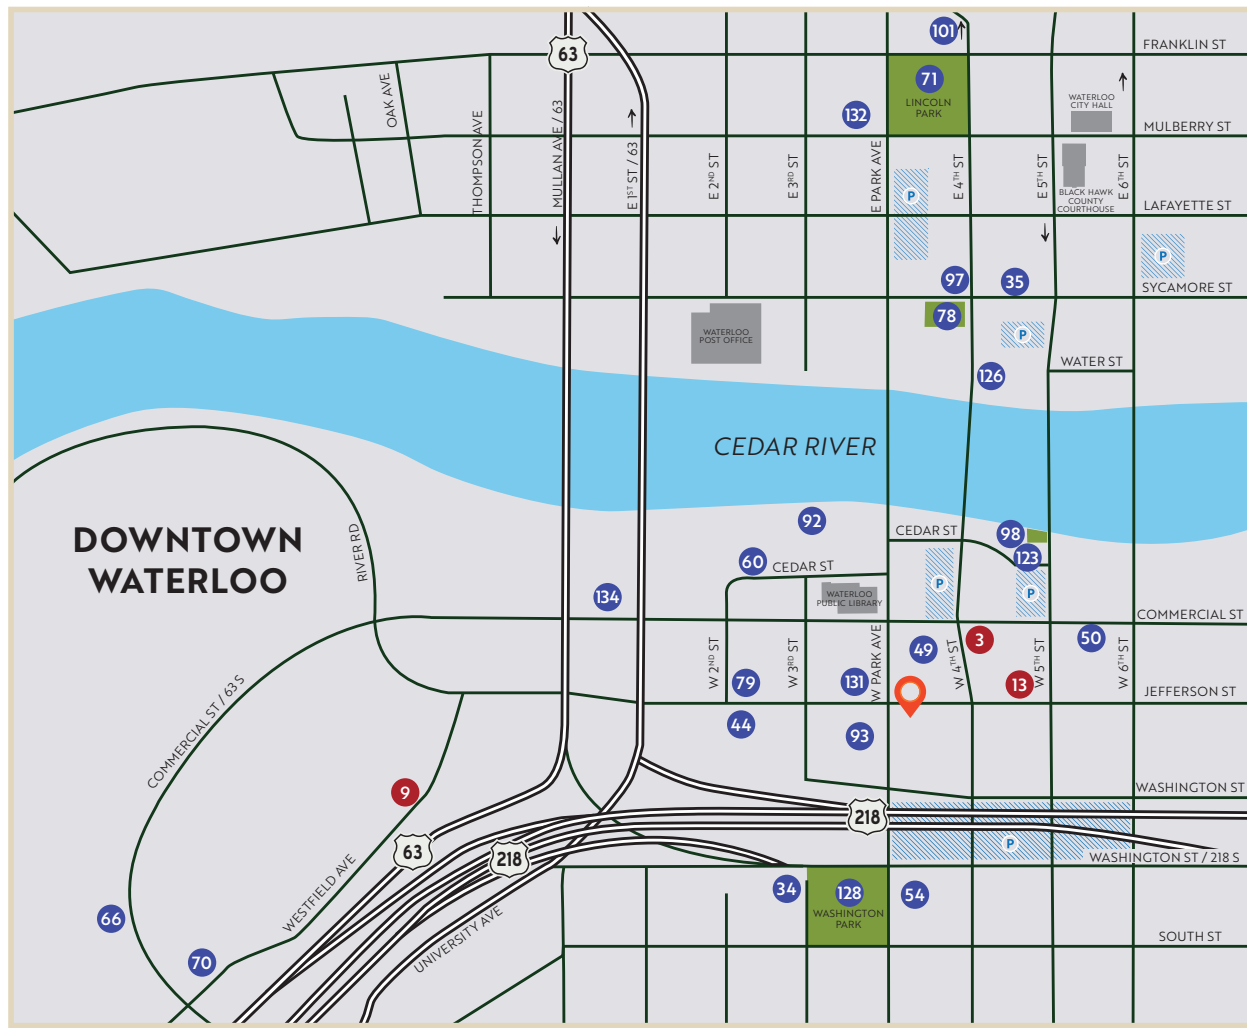 101
FRANKLIN ST
63
71
LINCOLN
PARK
WATERLOO
CITY HALL
132
MULBERRY ST
OAK AVE
THOMPSON AVE
MULLAN AVE / 63
E 1ST ST / 63
E 2ND ST
E 3RD ST
E PARK AVE
E 4TH ST
E 5TH ST
E 6TH ST
P
BLACK HAWK
COUNTY
COURTHOUSE
LAFAYETTE ST
P
97
35
SYCAMORE ST
78
WATERLOO
POST OFFICE
P
WATER ST
126
CEDAR RIVER
DOWNTOWN
WATERLOO
RIVER RD
92
CEDAR ST
98
123
60
CEDAR ST
P
P
134
WATERLOO
PUBLIC LIBRARY
COMMERCIAL ST
3
50
49
W 2ND ST
W 3RD ST
W PARK AVE
W 4TH ST
W 5TH ST
W 6TH ST
79
131
13
JEFFERSON ST
COMMERCIAL ST / 63 S
44
93
9
WASHINGTON ST
218
63
218
P
WASHINGTON ST / 218 S
WESTFIELD AVE
34
128
54
WASHINGTON
PARK
66
UNIVERSITY AVE
SOUTH ST
70